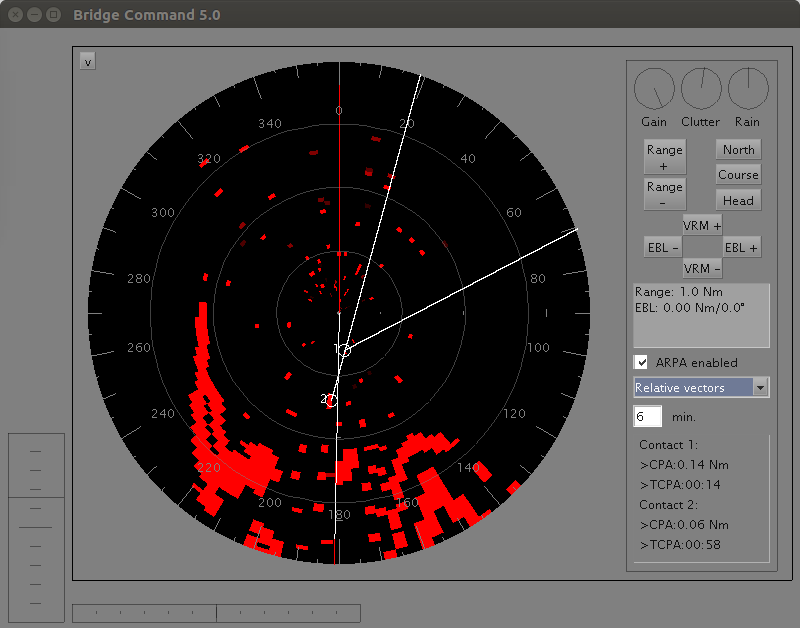 Bridge Command 5.0
v
0
20
40
60
80
100
120
140
160
180
200
220
240
260
280
300
320
340
1
2
Gain Clutter Rain
Range
+
North
Course
Range
-
Head
VRM +
EBL - EBL +
VRM -
Range: 1.0 Nm
EBL: 0.00 Nm/0.0°
ARPA enabled
Relative vectors
6 min.
Contact 1:
>CPA:0.14 Nm
>TCPA:00:14
Contact 2:
>CPA:0.06 Nm
>TCPA:00:58